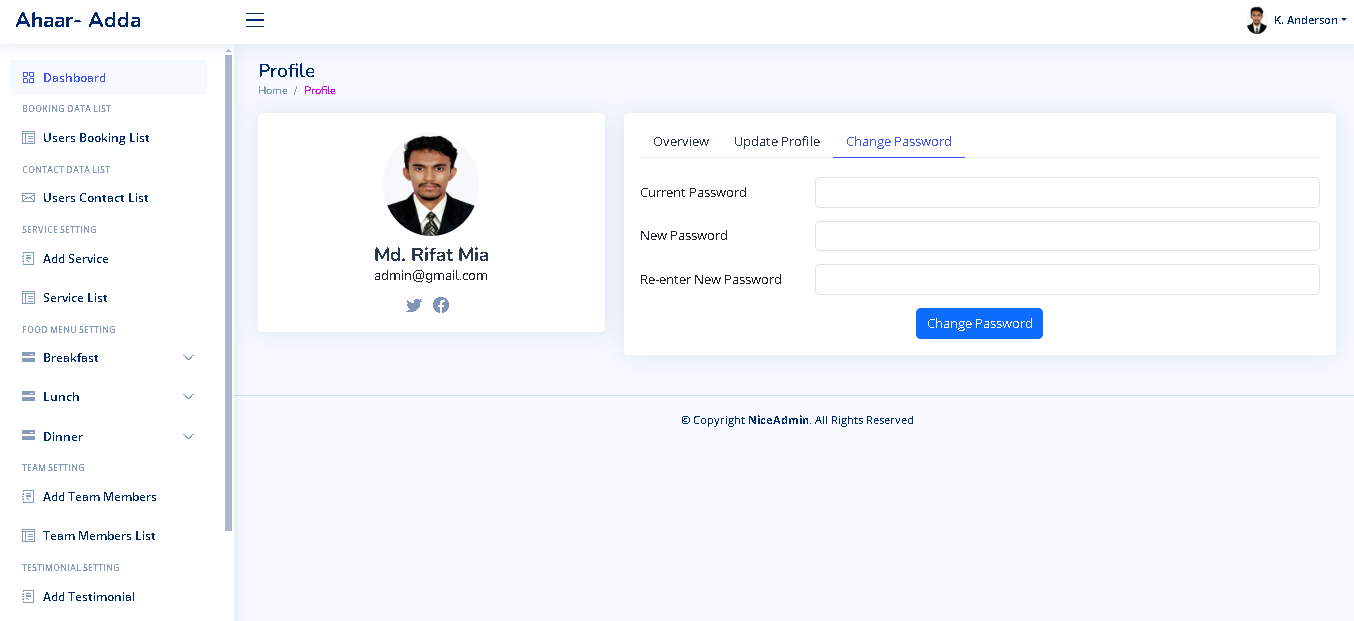 Ahaar- Adda
K. Anderson
Dashboard
BOOKING DATA LIST
Users Booking List
CONTACT DATA LIST
Users Contact List
SERVICE SETTING
Add Service
Service List
FOOD MENU SETTING
Breakfast
Lunch
Dinner
TEAM SETTING
Add Team Members
Team Members List
TESTIMONIAL SETTING
Add Testimonial
Profile
Home / Profile
Md. Rifat Mia
admin@gmail.com
Overview Update Profile Change Password
Current Password
New Password
Re-enter New Password
Change Password
© Copyright NiceAdmin. All Rights Reserved